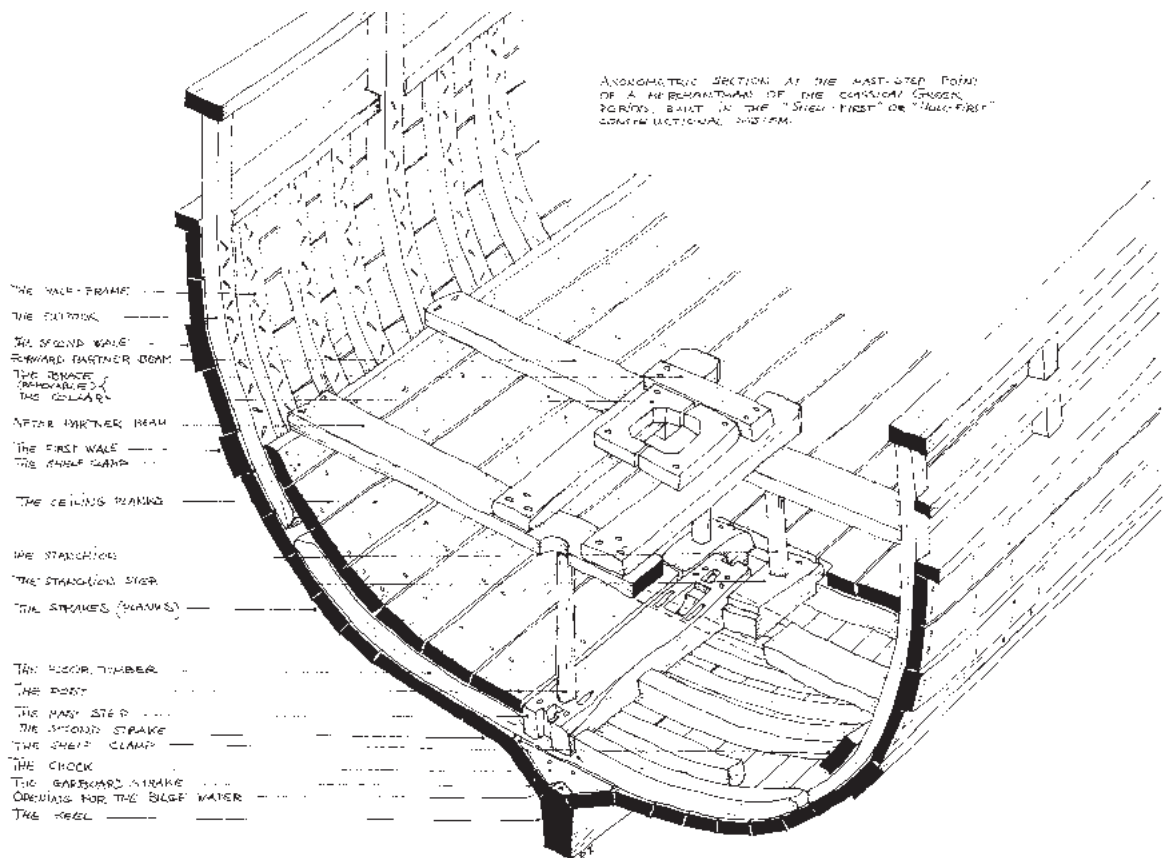 AXONOMETRIC SECTION AT THE MAST-STEP POINT
OF A MERCHANTMAN OF THE CLASSICAL GREEK
PERIOD, BUILT IN THE "SHELL-FIRST" OR "HULL-FIRST"
CONSTRUCTIONAL SYSTEM.
THE HALF-FRAME
THE FUTTOCK
THE SECOND WALE
FORWARD PARTNER BEAM
(REMOVABLE)
THE COLLAR
AFTER PARTNER BEAM
THE FIRST WALE
THE SHELF CLAMP
THE CEILING PLANKS
THE STANCHION
THE STANCHION STEP
THE STRAKES (PLANKS)
THE FLOOR TIMBER
THE POST
THE MAST STEP
THE SECOND STRAKE
THE SHELF CLAMP
THE CHOCK
THE GARBOARD STRAKE
OPENING FOR THE BILGE WATER
THE KEEL